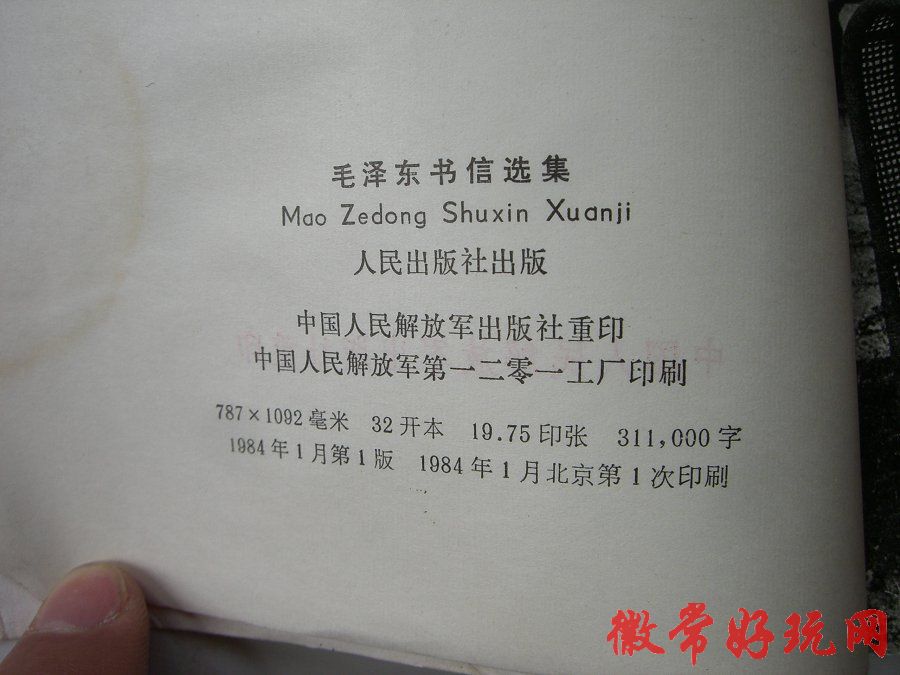 毛泽东书信选集
Mao Zedong Shuxin Xuanji
人民出版社出版
中国人民解放军出版社重印
中国人民解放军第一二零一工厂印刷
787×1092毫米 32开本 19.75印张 311,000字
1984年1月第1版 1984年1月北京第1次印刷
徽常好玩网